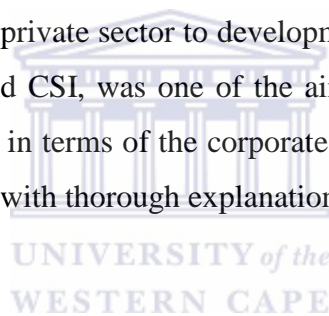 private sector to developm
d CSI, was one of the ai
in terms of the corporate
with thorough explanation
UNIVERSITY of the
WESTERN CAPE